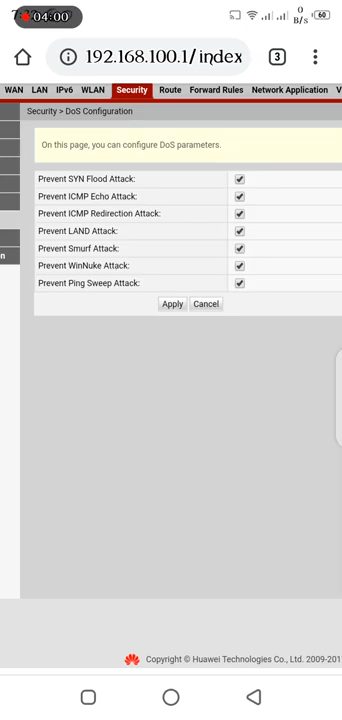 04:00
0
B/s
60
192.168.100.1/index
3
WAN LAN IPv6 WLAN Security Route Forward Rules Network Application V
Security > DoS Configuration
On this page, you can configure DoS parameters.
Prevent SYN Flood Attack:
Prevent ICMP Echo Attack:
Prevent ICMP Redirection Attack:
Prevent LAND Attack:
Prevent Smurf Attack:
n
Prevent WinNuke Attack:
Prevent Ping Sweep Attack:
Apply Cancel
Copyright © Huawei Technologies Co., Ltd. 2009-201